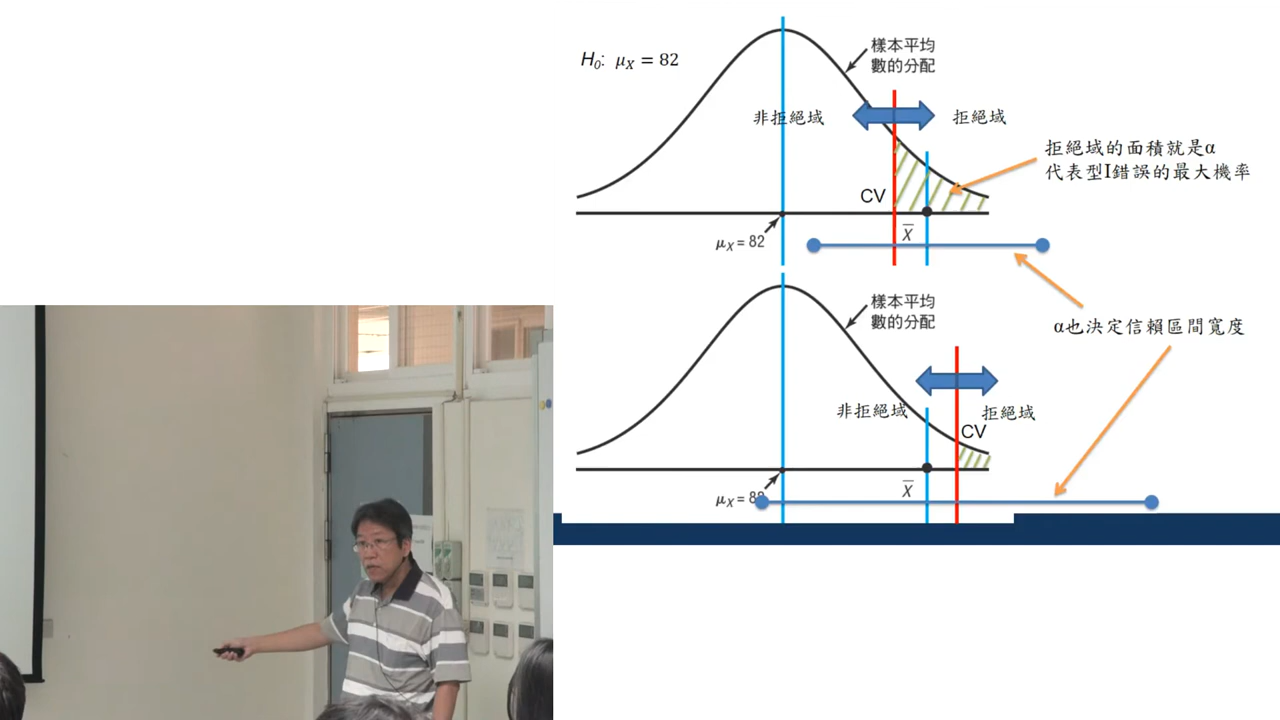 H₀: μX = 82
樣本平均
數的分配
非拒絕域
拒絕域
拒絕域的面積就是α
代表型I錯誤的最大機率
CV
μX = 82
X̄
樣本平均
數的分配
α也決定信賴區間寬度
非拒絕域
拒絕域
CV
μX = 82
X̄